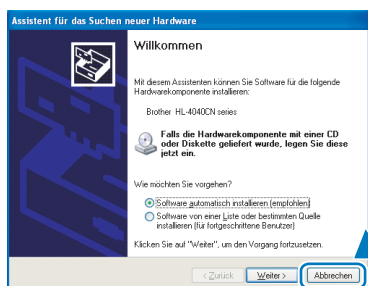 Assistent für das Suchen neuer Hardware
Willkommen
Mit diesem Assistenten können Sie Software für die folgende
Hardwarekomponente installieren:
Brother HL-4040CN series
Falls die Hardwarekomponente mit einer CD
oder Diskette geliefert wurde, legen Sie diese
jetzt ein.
Wie möchten Sie vorgehen?
Software automatisch installieren (empfohlen)
Software von einer Liste oder bestimmten Quelle
installieren (für fortgeschrittene Benutzer)
Klicken Sie auf "Weiter", um den Vorgang fortzusetzen.
< Zurück Weiter > Abbrechen